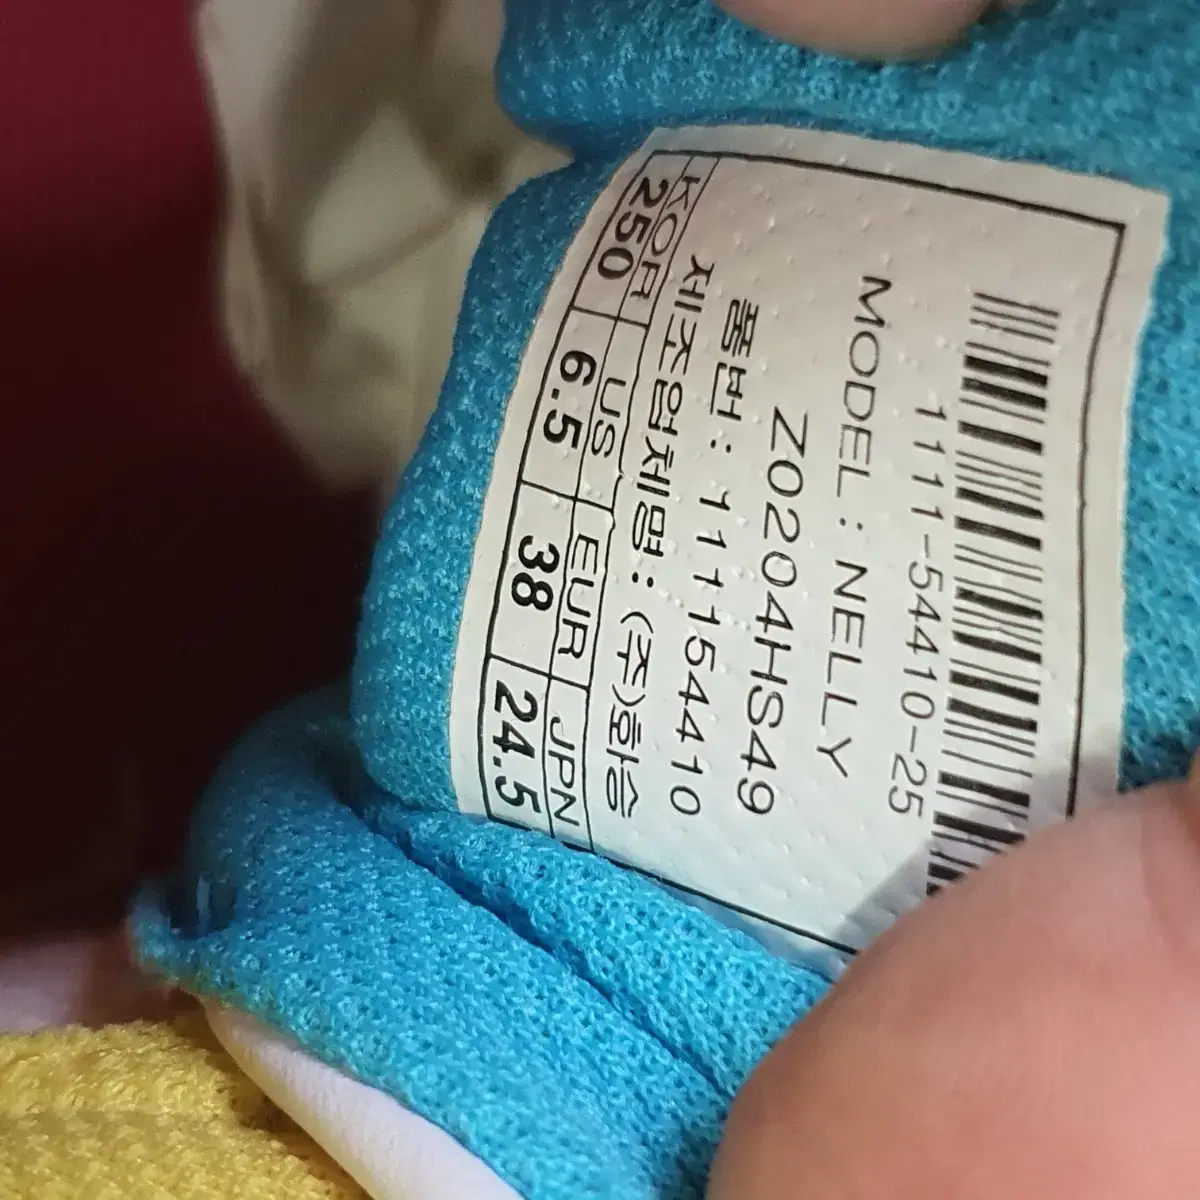 1111-54410-25
MODEL : NELLY
Z0204HS49
품번 : 111154410
제조업체명 : (주)화승
KOR US EUR JPN
250 6.5 38 24.5